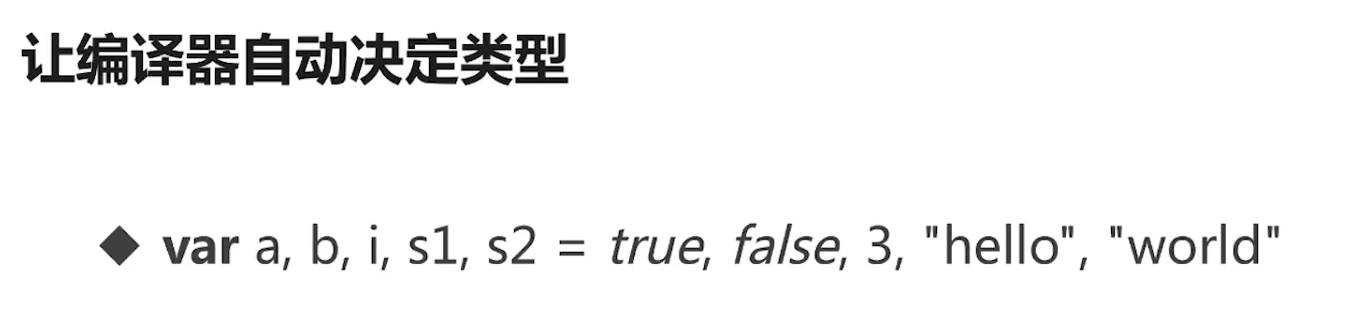 让编译器自动决定类型
◆ var a, b, i, s1, s2 = true, false, 3, "hello", "world"